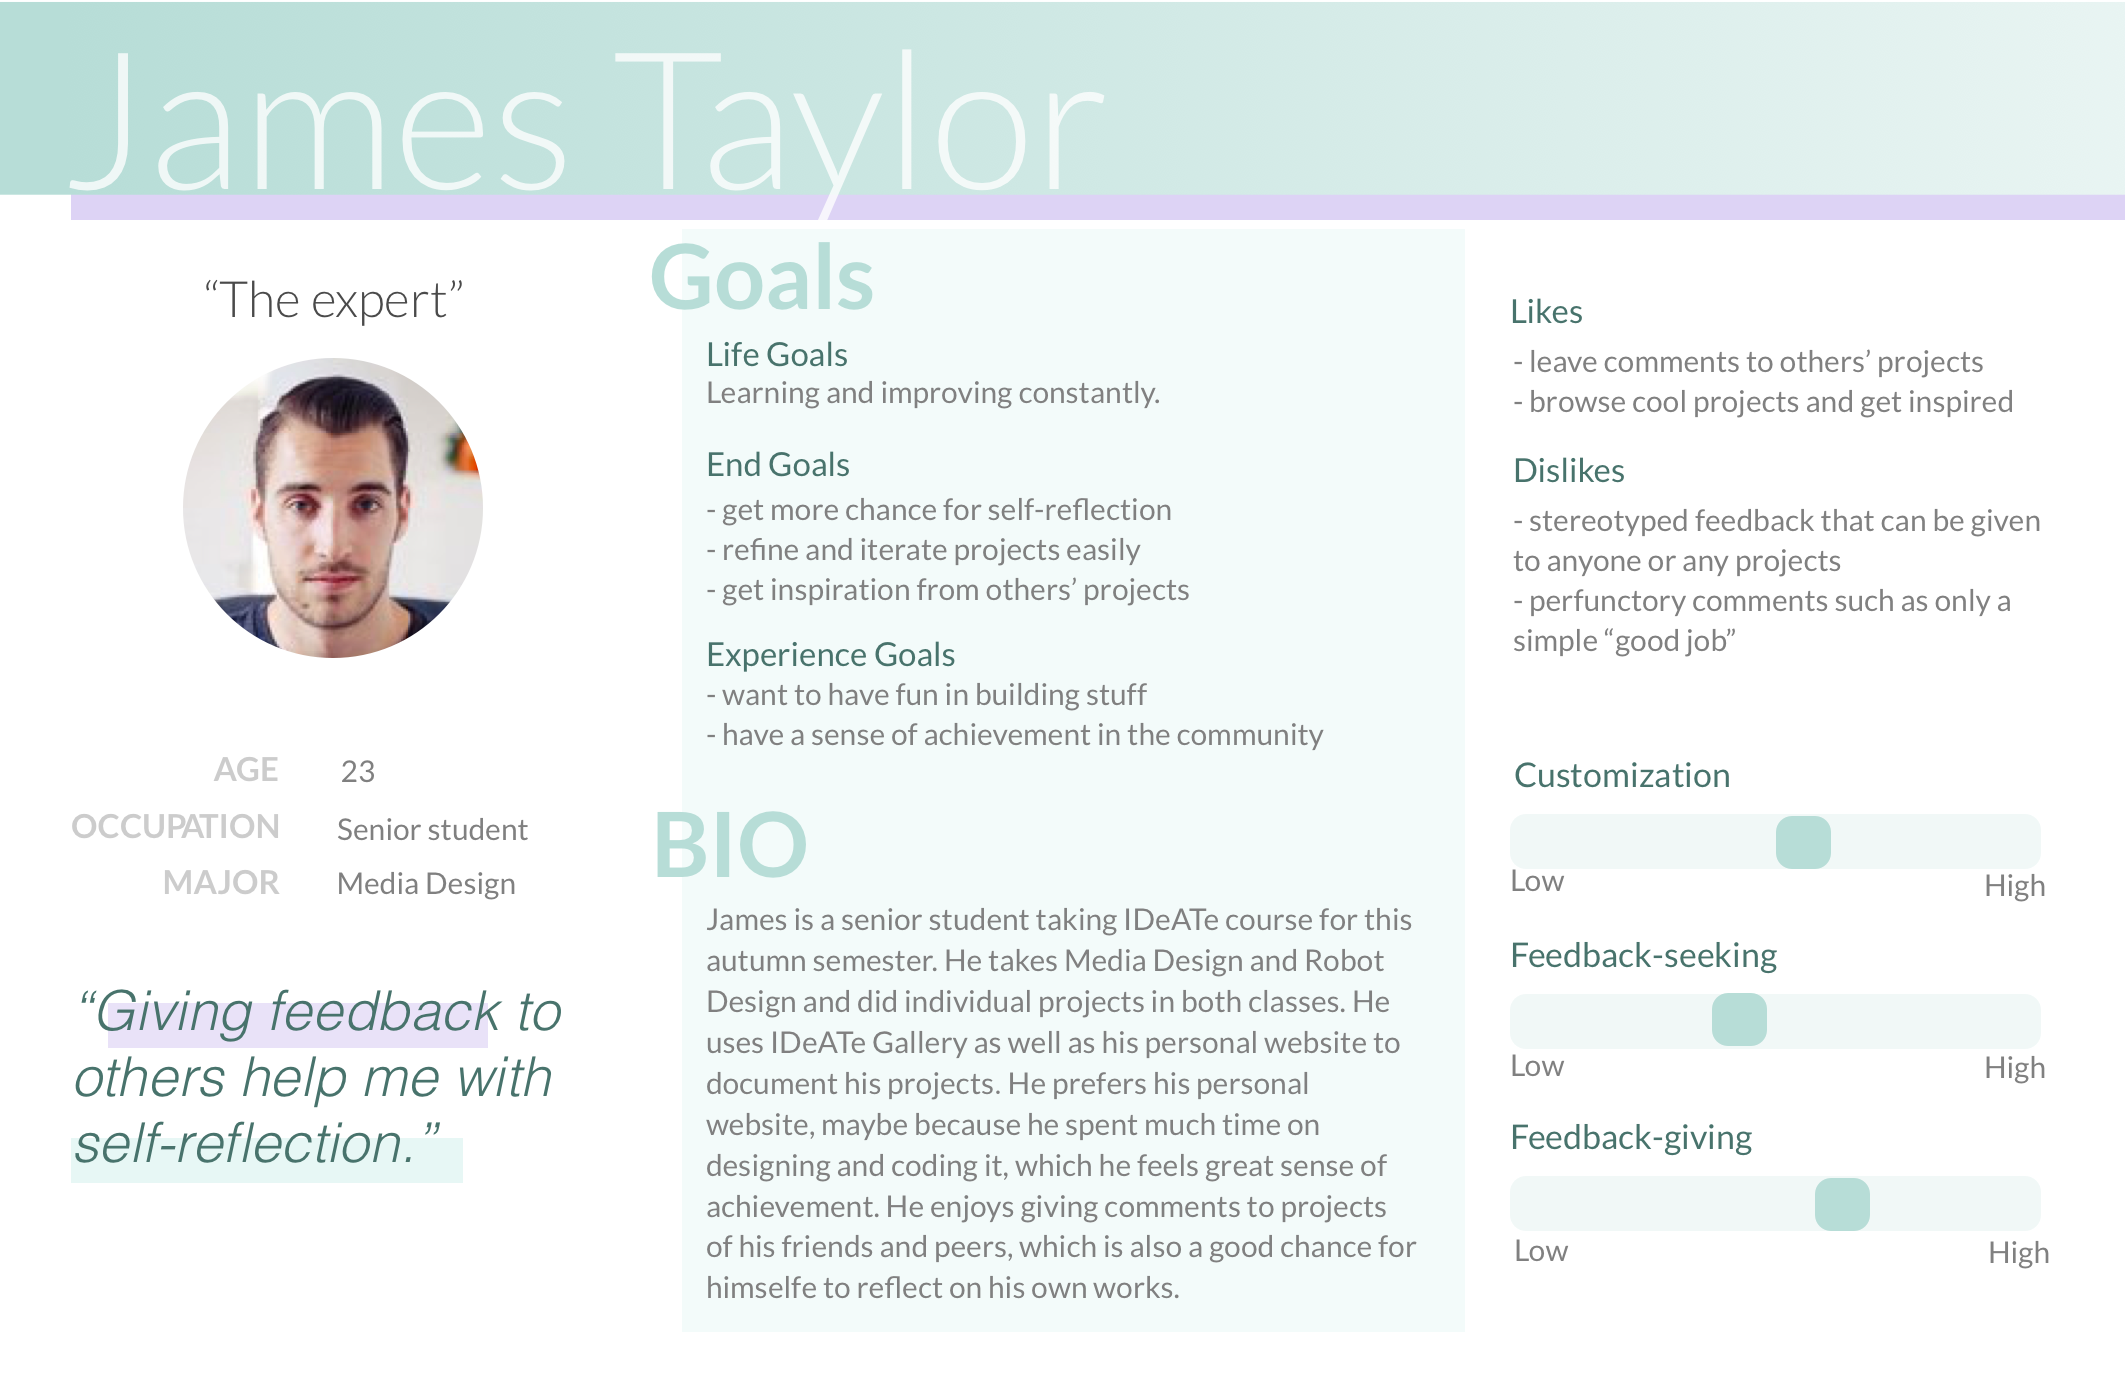 James Taylor
“The expert”
AGE 23
OCCUPATION Senior student
MAJOR Media Design
“Giving feedback to
others help me with
self-reflection.”
Goals
Life Goals
Learning and improving constantly.
End Goals
- get more chance for self-reflection
- refine and iterate projects easily
- get inspiration from others’ projects
Experience Goals
- want to have fun in building stuff
- have a sense of achievement in the community
BIO
James is a senior student taking IDeATe course for this
autumn semester. He takes Media Design and Robot
Design and did individual projects in both classes. He
uses IDeATe Gallery as well as his personal website to
document his projects. He prefers his personal
website, maybe because he spent much time on
designing and coding it, which he feels great sense of
achievement. He enjoys giving comments to projects
of his friends and peers, which is also a good chance for
himselfe to reflect on his own works.
Likes
- leave comments to others’ projects
- browse cool projects and get inspired
Dislikes
- stereotyped feedback that can be given
to anyone or any projects
- perfunctory comments such as only a
simple “good job”
Customization
Low High
Feedback-seeking
Low High
Feedback-giving
Low High